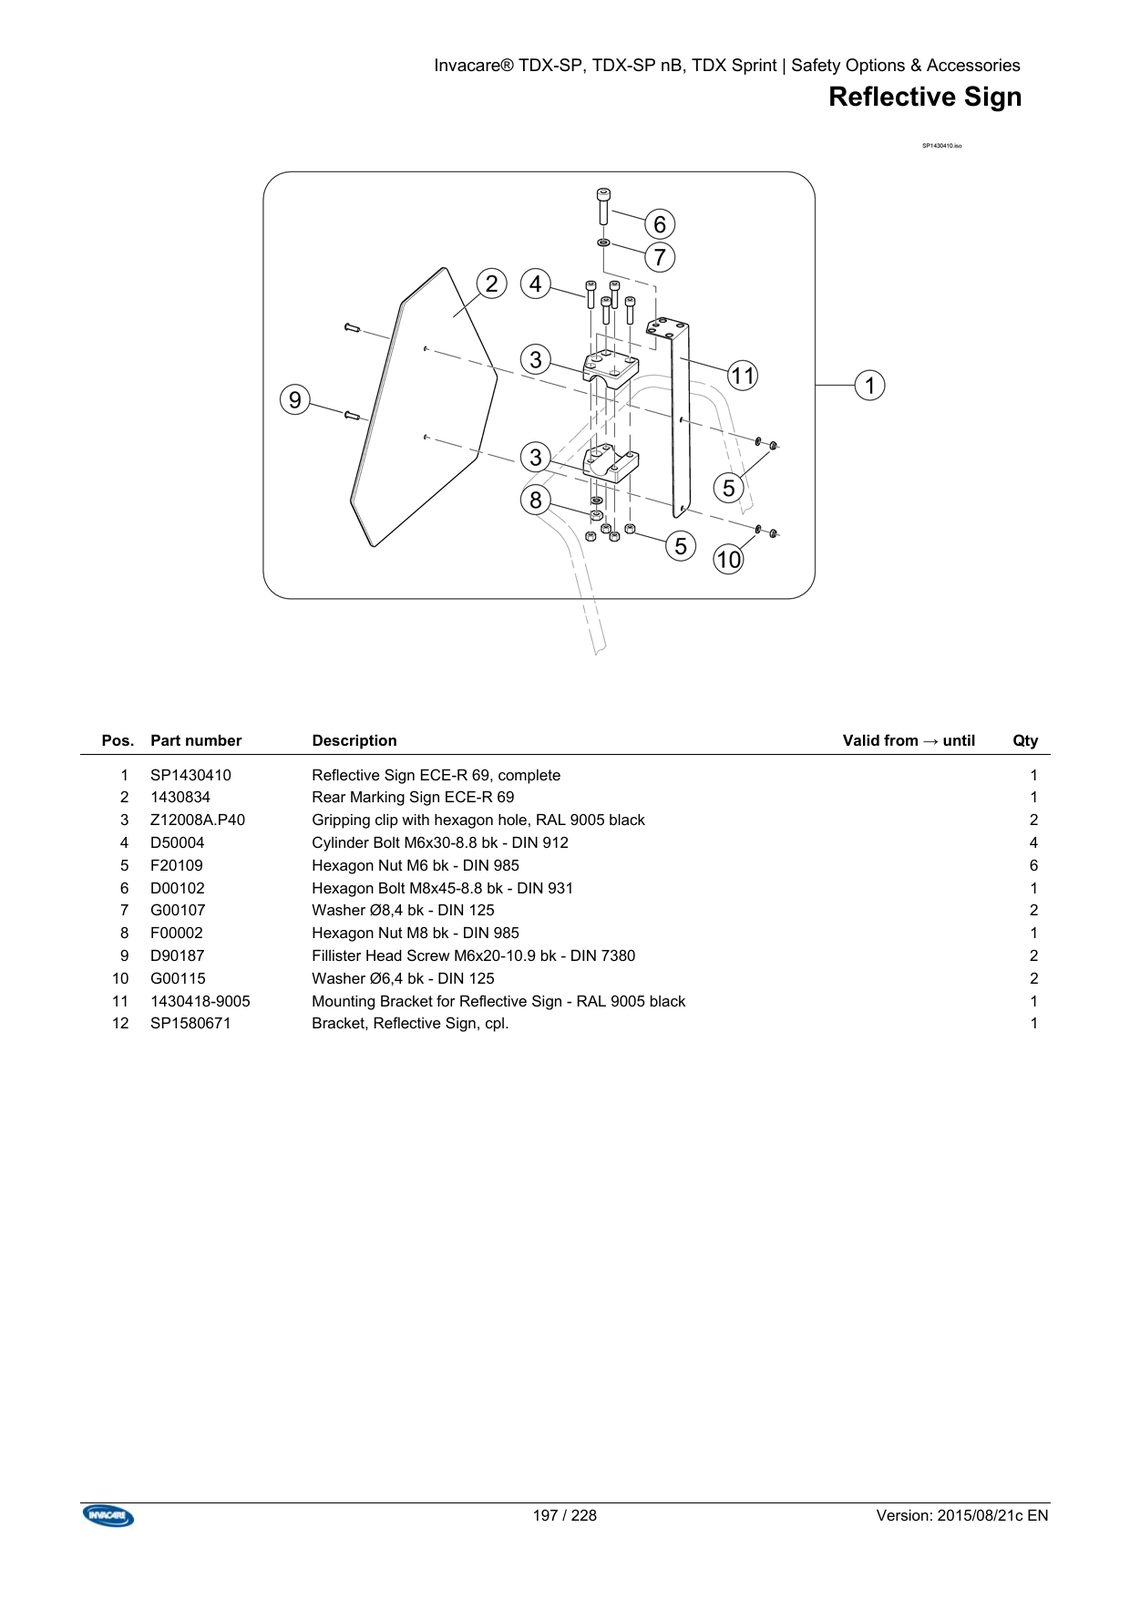 Invacare® TDX-SP, TDX-SP nB, TDX Sprint | Safety Options & Accessories
Reflective Sign
SP1430410.iso
6
7
2
4
3
11
1
9
3
5
8
5
10
Pos. Part number Description Valid from → until Qty
1 SP1430410 Reflective Sign ECE-R 69, complete 1
2 1430834 Rear Marking Sign ECE-R 69 1
3 Z12008A.P40 Gripping clip with hexagon hole, RAL 9005 black 2
4 D50004 Cylinder Bolt M6x30-8.8 bk - DIN 912 4
5 F20109 Hexagon Nut M6 bk - DIN 985 6
6 D00102 Hexagon Bolt M8x45-8.8 bk - DIN 931 1
7 G00107 Washer Ø8,4 bk - DIN 125 2
8 F00002 Hexagon Nut M8 bk - DIN 985 1
9 D90187 Fillister Head Screw M6x20-10.9 bk - DIN 7380 2
10 G00115 Washer Ø6,4 bk - DIN 125 2
11 1430418-9005 Mounting Bracket for Reflective Sign - RAL 9005 black 1
12 SP1580671 Bracket, Reflective Sign, cpl. 1
INVACARE 197 / 228 Version: 2015/08/21c EN